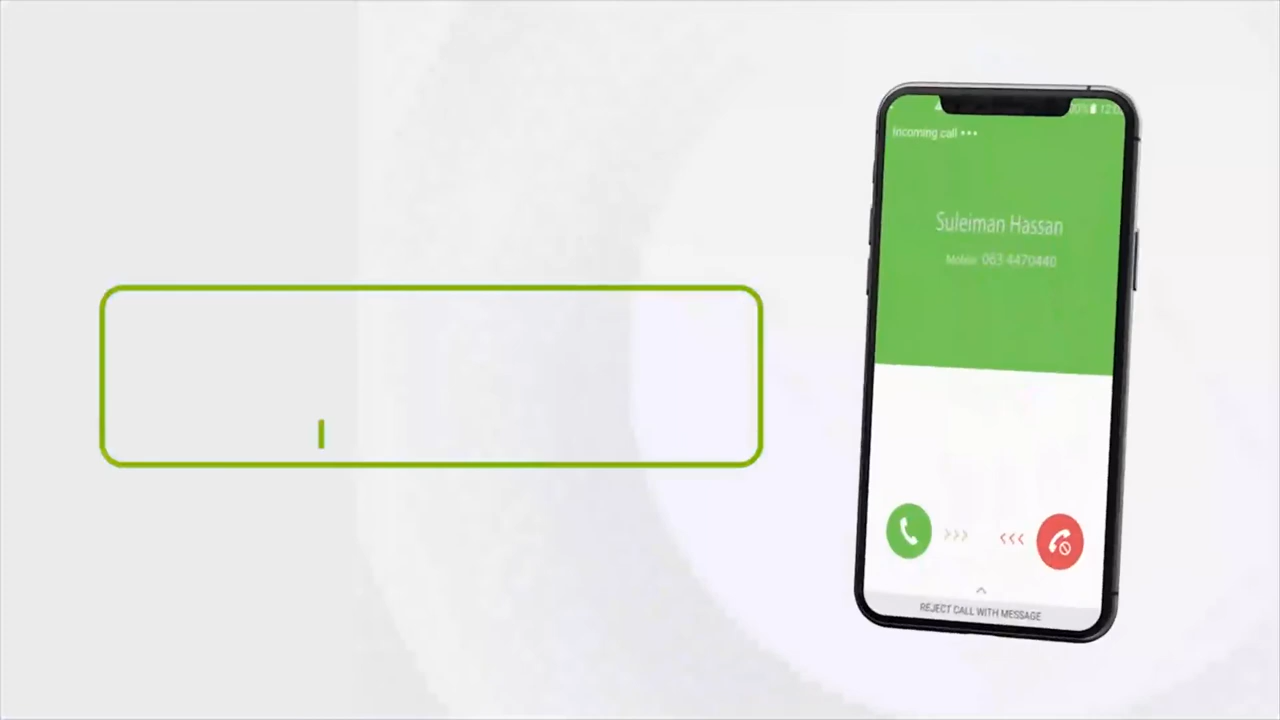 Incoming call •••
Suleiman Hassan
Mobile 063 4470440
REJECT CALL WITH MESSAGE